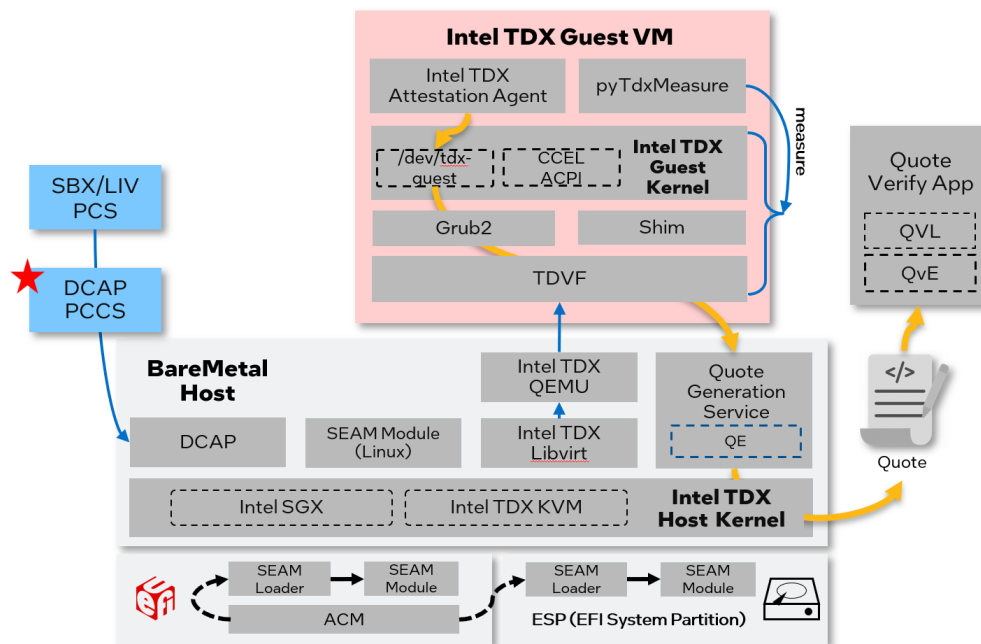 Intel TDX Guest VM
Intel TDX
Attestation Agent
pyTdxMeasure
measure
/dev/tdx-
guest
CCEL
ACPI
Intel TDX
Guest
Kernel
Grub2
Shim
TDVF
SBX/LIV
PCS
DCAP
PCCS
Quote
Verify App
QVL
QvE
</>
Quote
BareMetal
Host
Intel TDX
QEMU
Quote
Generation
Service
QE
DCAP
SEAM Module
(Linux)
Intel TDX
Libvirt
Intel SGX
Intel TDX KVM
Intel TDX
Host Kernel
UEFI
SEAM
Loader
SEAM
Module
ACM
SEAM
Loader
SEAM
Module
ESP (EFI System Partition)